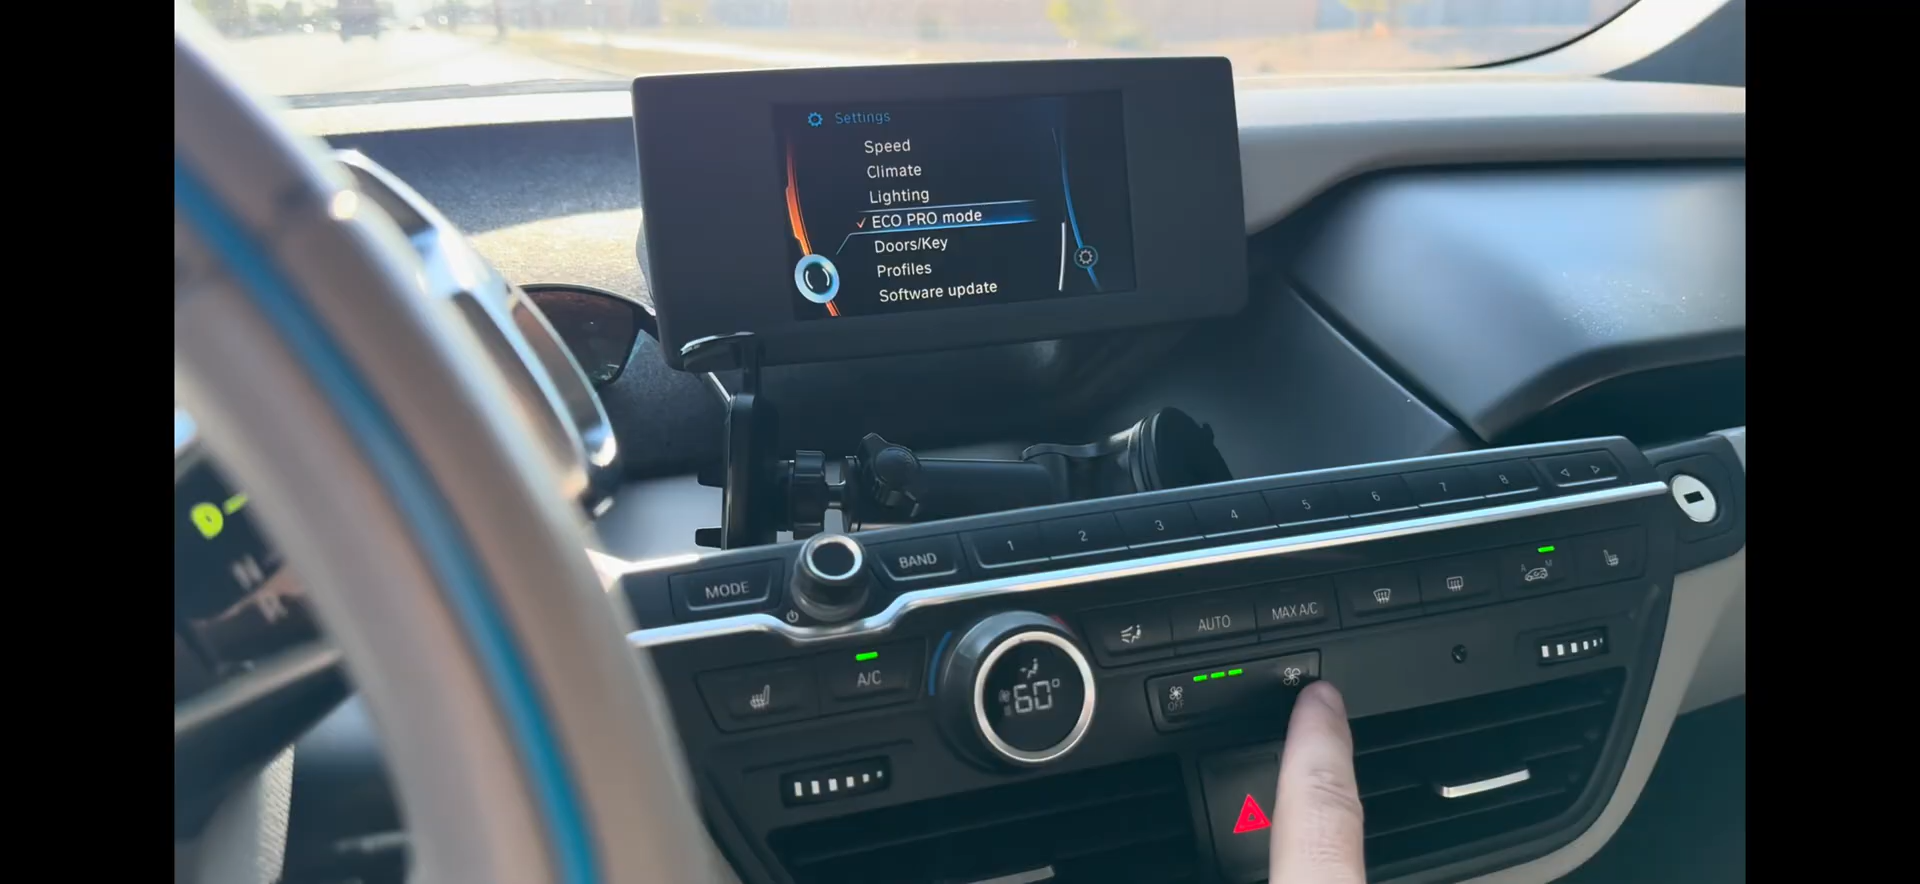 Settings
Speed
Climate
Lighting
ECO PRO mode
Doors/Key
Profiles
Software update
D
N
R
MODE
BAND
1
2
3
4
5
6
7
8
A/C
60°
AUTO
MAX A/C
A M
OFF